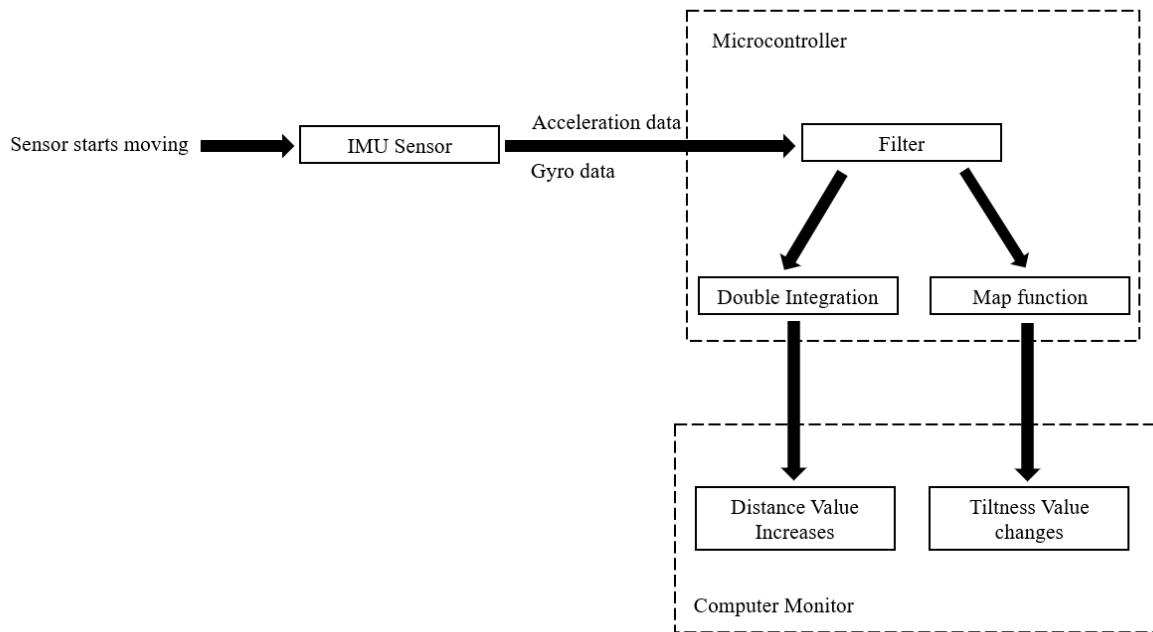 Microcontroller
Sensor starts moving
IMU Sensor
Acceleration data
Gyro data
Filter
Double Integration
Map function
Distance Value
Increases
Tiltness Value
changes
Computer Monitor